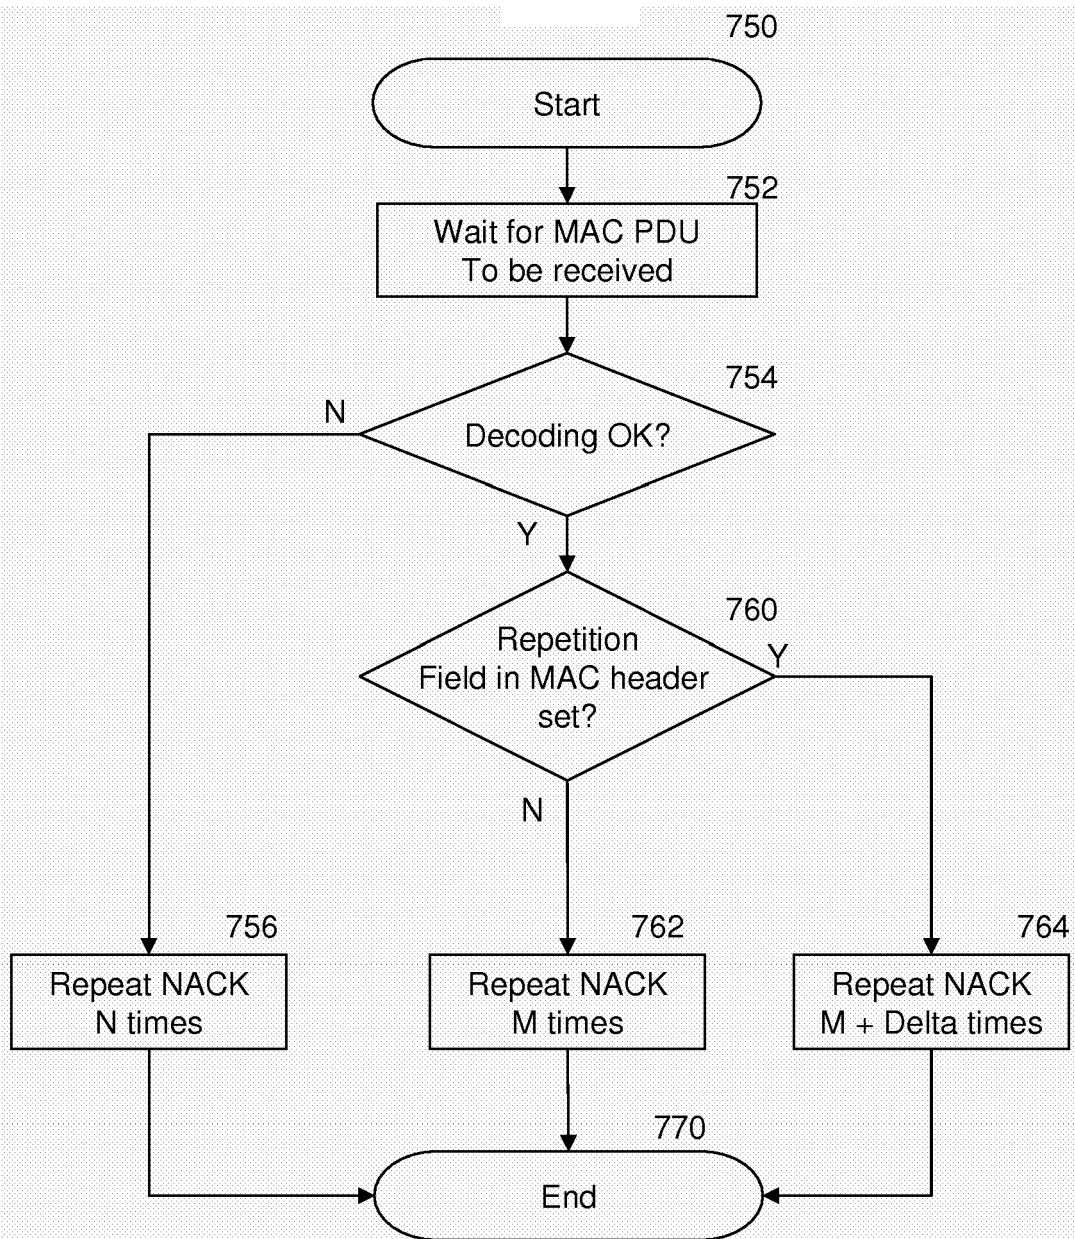 750
Start
752
Wait for MAC PDU
To be received
754
N
Decoding OK?
Y
760
Repetition
Field in MAC header
set?
Y
N
756
Repeat NACK
N times
762
Repeat NACK
M times
764
Repeat NACK
M + Delta times
770
End